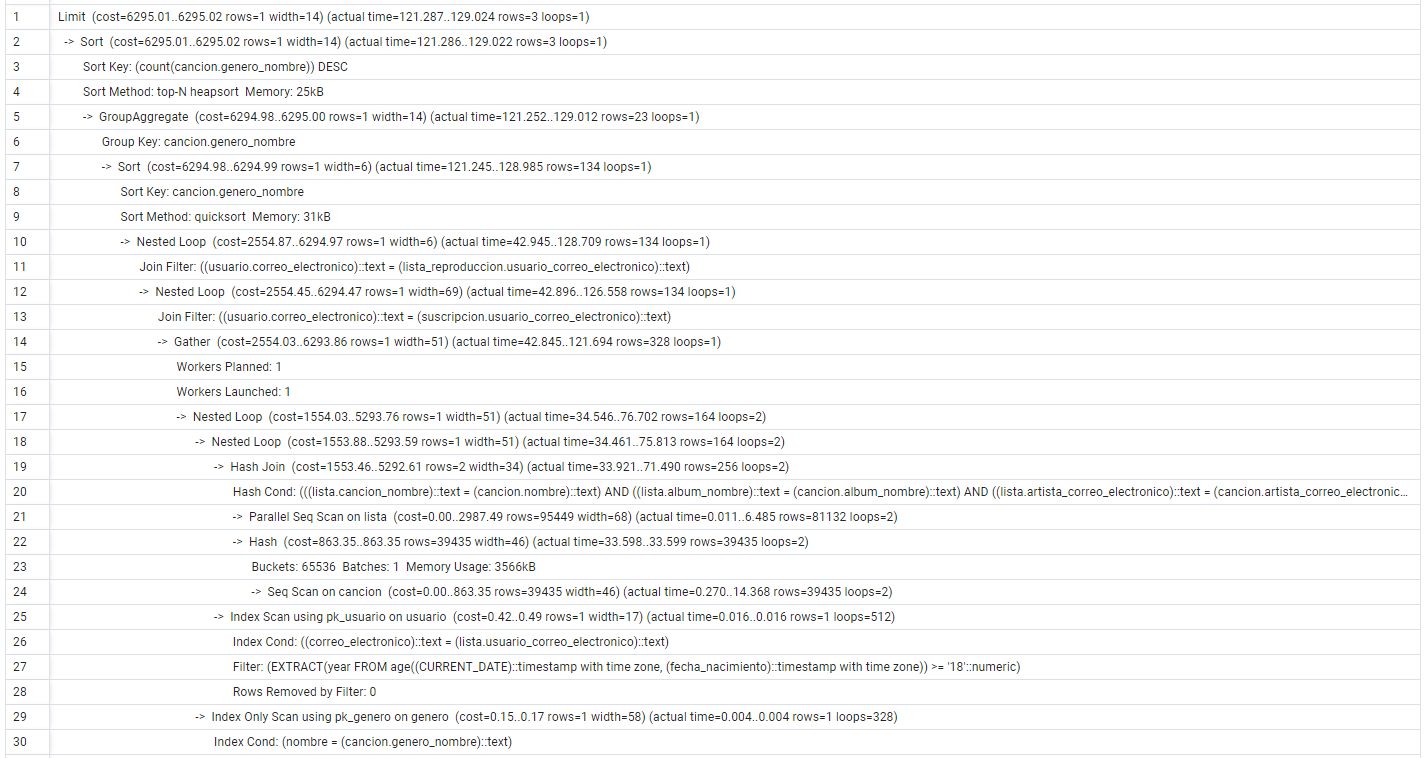 1 Limit (cost=6295.01..6295.02 rows=1 width=14) (actual time=121.287..129.024 rows=3 loops=1)
2 -> Sort (cost=6295.01..6295.02 rows=1 width=14) (actual time=121.286..129.022 rows=3 loops=1)
3 Sort Key: (count(cancion.genero_nombre)) DESC
4 Sort Method: top-N heapsort Memory: 25kB
5 -> GroupAggregate (cost=6294.98..6295.00 rows=1 width=14) (actual time=121.252..129.012 rows=23 loops=1)
6 Group Key: cancion.genero_nombre
7 -> Sort (cost=6294.98..6294.99 rows=1 width=6) (actual time=121.245..128.985 rows=134 loops=1)
8 Sort Key: cancion.genero_nombre
9 Sort Method: quicksort Memory: 31kB
10 -> Nested Loop (cost=2554.87..6294.97 rows=1 width=6) (actual time=42.945..128.709 rows=134 loops=1)
11 Join Filter: ((usuario.correo_electronico)::text = (lista_reproduccion.usuario_correo_electronico)::text)
12 -> Nested Loop (cost=2554.45..6294.47 rows=1 width=69) (actual time=42.896..126.558 rows=134 loops=1)
13 Join Filter: ((usuario.correo_electronico)::text = (suscripcion.usuario_correo_electronico)::text)
14 -> Gather (cost=2554.03..6293.86 rows=1 width=51) (actual time=42.845..121.694 rows=328 loops=1)
15 Workers Planned: 1
16 Workers Launched: 1
17 -> Nested Loop (cost=1554.03..5293.76 rows=1 width=51) (actual time=34.546..76.702 rows=164 loops=2)
18 -> Nested Loop (cost=1553.88..5293.59 rows=1 width=51) (actual time=34.461..75.813 rows=164 loops=2)
19 -> Hash Join (cost=1553.46..5292.61 rows=2 width=34) (actual time=33.921..71.490 rows=256 loops=2)
20 Hash Cond: (((lista.cancion_nombre)::text = (cancion.nombre)::text) AND ((lista.album_nombre)::text = (cancion.album_nombre)::text) AND ((lista.artista_correo_electronico)::text = (cancion.artista_correo_electronic...
21 -> Parallel Seq Scan on lista (cost=0.00..2987.49 rows=95449 width=68) (actual time=0.011..6.485 rows=81132 loops=2)
22 -> Hash (cost=863.35..863.35 rows=39435 width=46) (actual time=33.598..33.599 rows=39435 loops=2)
23 Buckets: 65536 Batches: 1 Memory Usage: 3566kB
24 -> Seq Scan on cancion (cost=0.00..863.35 rows=39435 width=46) (actual time=0.270..14.368 rows=39435 loops=2)
25 -> Index Scan using pk_usuario on usuario (cost=0.42..0.49 rows=1 width=17) (actual time=0.016..0.016 rows=1 loops=512)
26 Index Cond: ((correo_electronico)::text = (lista.usuario_correo_electronico)::text)
27 Filter: (EXTRACT(year FROM age((CURRENT_DATE)::timestamp with time zone, (fecha_nacimiento)::timestamp with time zone)) >= '18'::numeric)
28 Rows Removed by Filter: 0
29 -> Index Only Scan using pk_genero on genero (cost=0.15..0.17 rows=1 width=58) (actual time=0.004..0.004 rows=1 loops=328)
30 Index Cond: (nombre = (cancion.genero_nombre)::text)